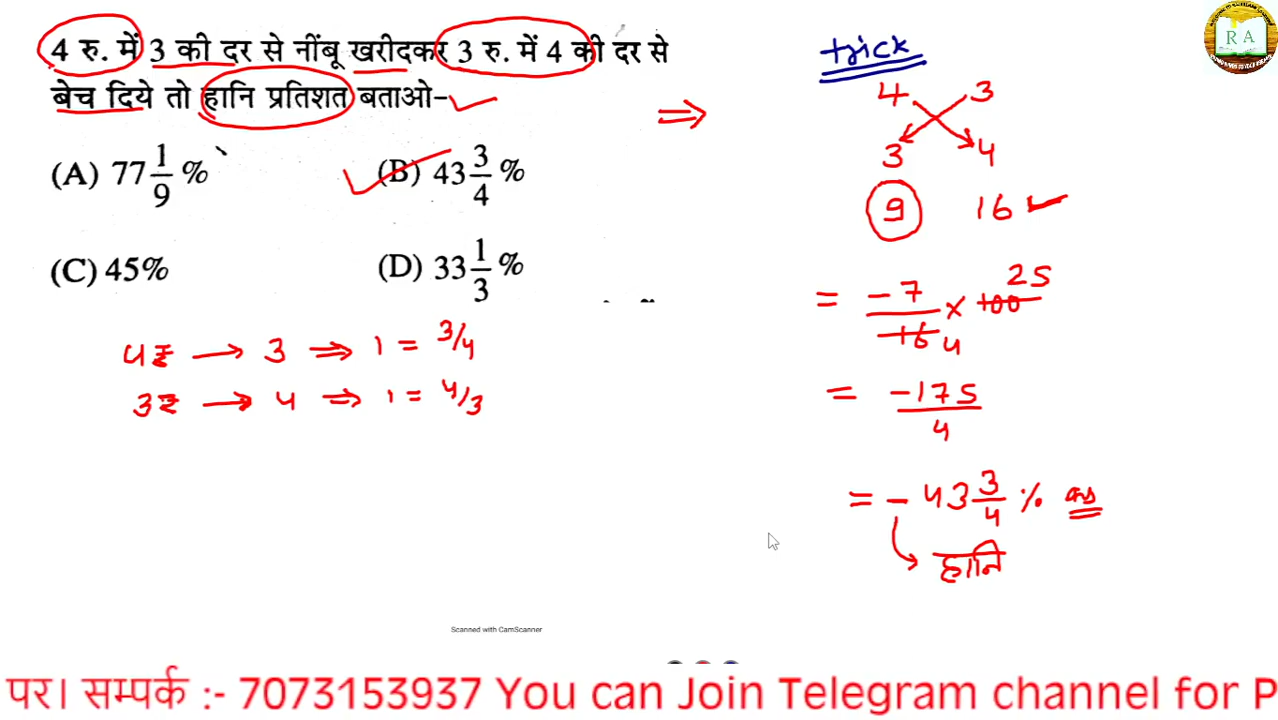 4 रु. में 3 की दर से नींबू खरीदकर 3 रु. में 4 की दर से
बेच दिये तो हानि प्रतिशत बताओ–
(A) 77 1/9 %
(B) 43 3/4 %
(C) 45%
(D) 33 1/3 %
4₹ → 3 ⇒ 1 = 3/4
3₹ → 4 ⇒ 1 = 4/3
Trick
⇒ 4 3
3 4
9 16
= -7/16 4 × 100 25
= -175/4
= - 43 3/4 % Ans
हानि
R A
Scanned with CamScanner
पर। सम्पर्क :- 7073153937 You can Join Telegram channel for P